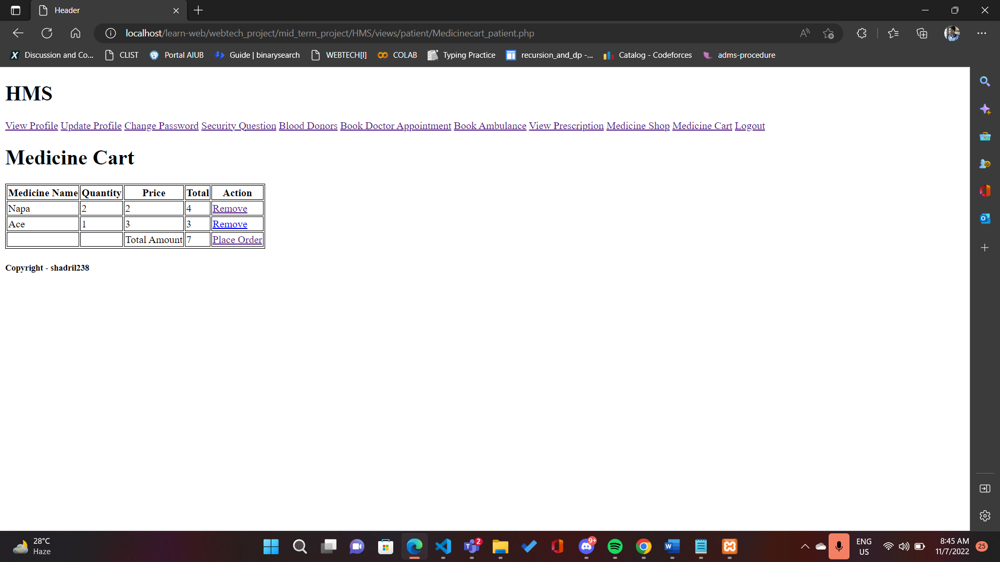 Header
localhost/learn-web/webtech_project/mid_term_project/HMS/views/patient/Medicinecart_patient.php
Discussion and Co... CLIST Portal AIUB Guide | binarysearch WEBTECH[I] COLAB Typing Practice recursion_and_dp -... Catalog - Codeforces adms-procedure
HMS
View Profile Update Profile Change Password Security Question Blood Donors Book Doctor Appointment Book Ambulance View Prescription Medicine Shop Medicine Cart Logout
Medicine Cart
Medicine Name Quantity Price Total Action
Napa 2 2 4 Remove
Ace 1 3 3 Remove
Total Amount 7 Place Order
Copyright - shadril238
28°C
Haze
2
9+
ENG
US
8:45 AM
11/7/2022
25